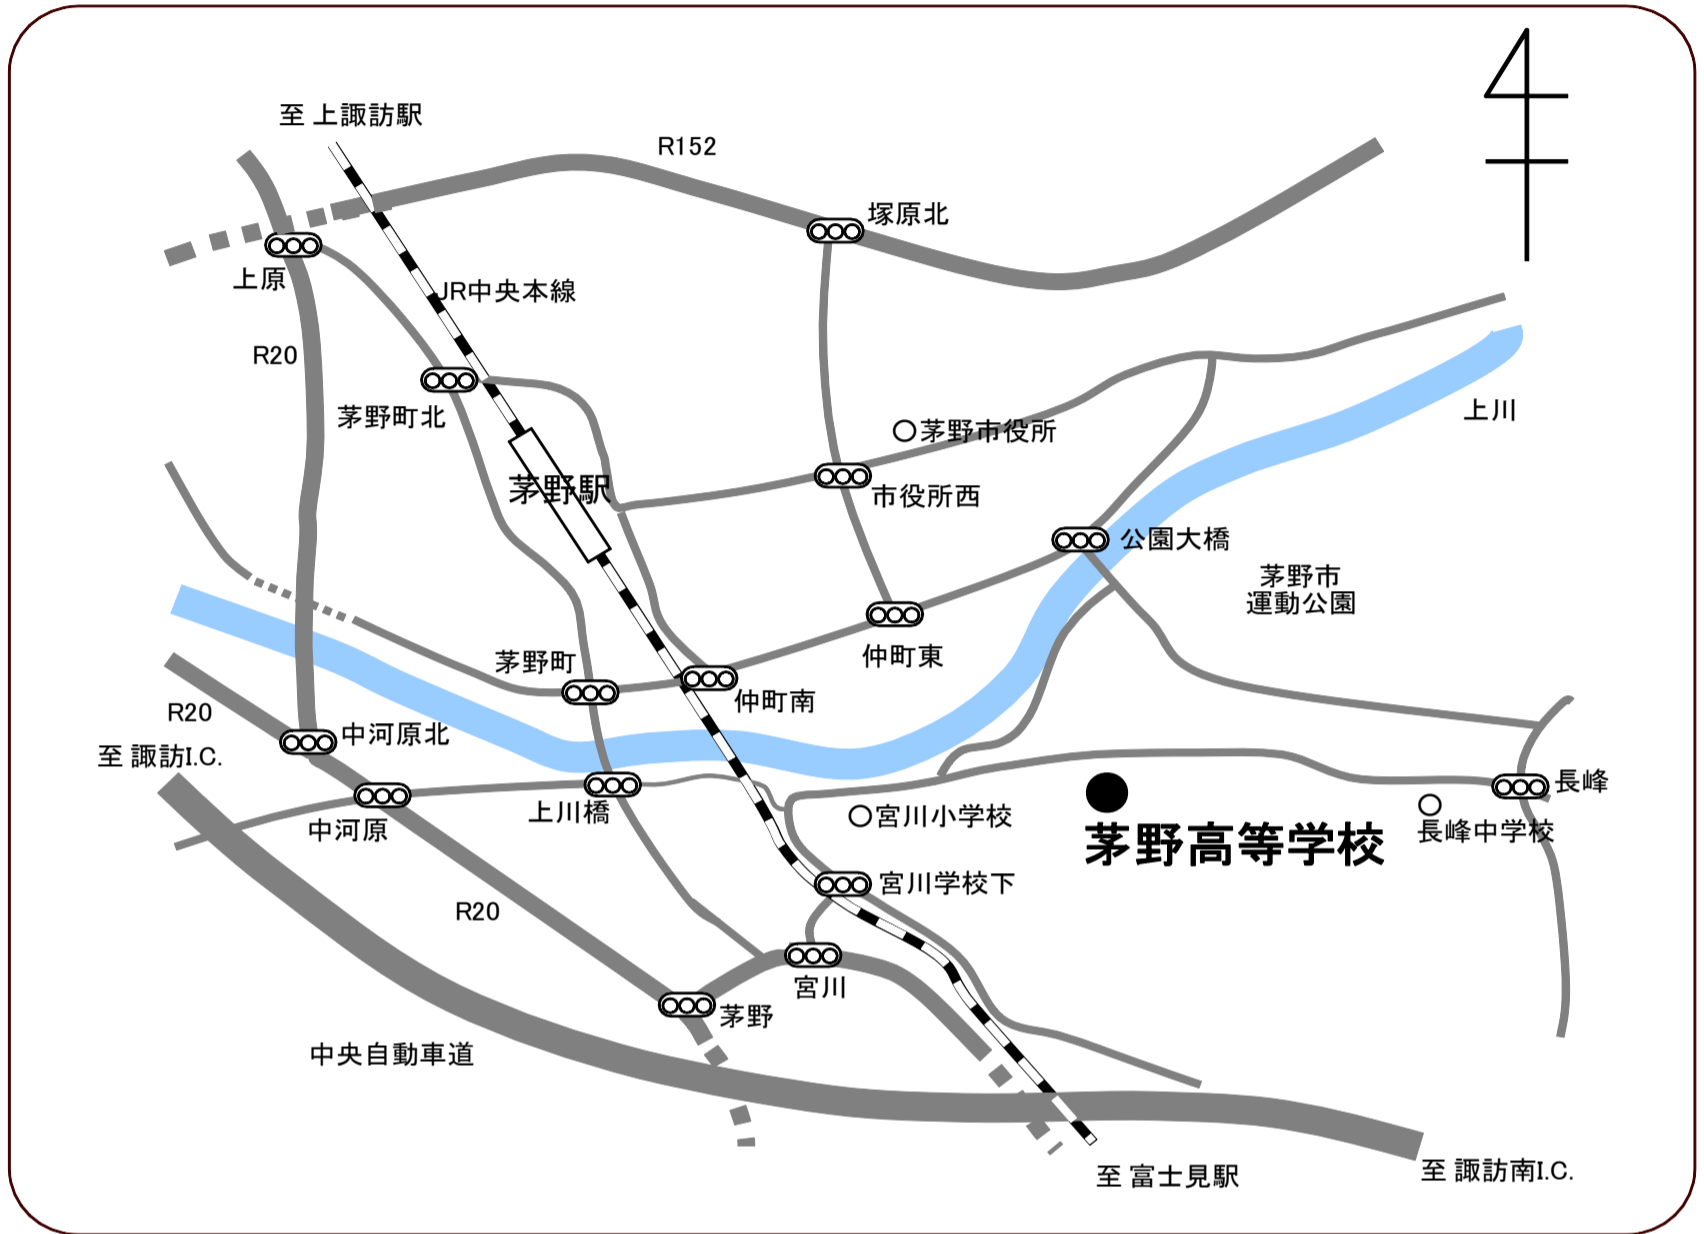 至 上諏訪駅
R152
塚原北
上原
JR中央本線
R20
茅野町北
上川
茅野市役所
茅野駅
市役所西
公園大橋
茅野市
運動公園
仲町東
茅野町
仲町南
R20
中河原北
至 諏訪I.C.
長峰
上川橋
宮川小学校
中河原
長峰中学校
茅野高等学校
宮川学校下
R20
宮川
茅野
中央自動車道
至 富士見駅
至 諏訪南I.C.